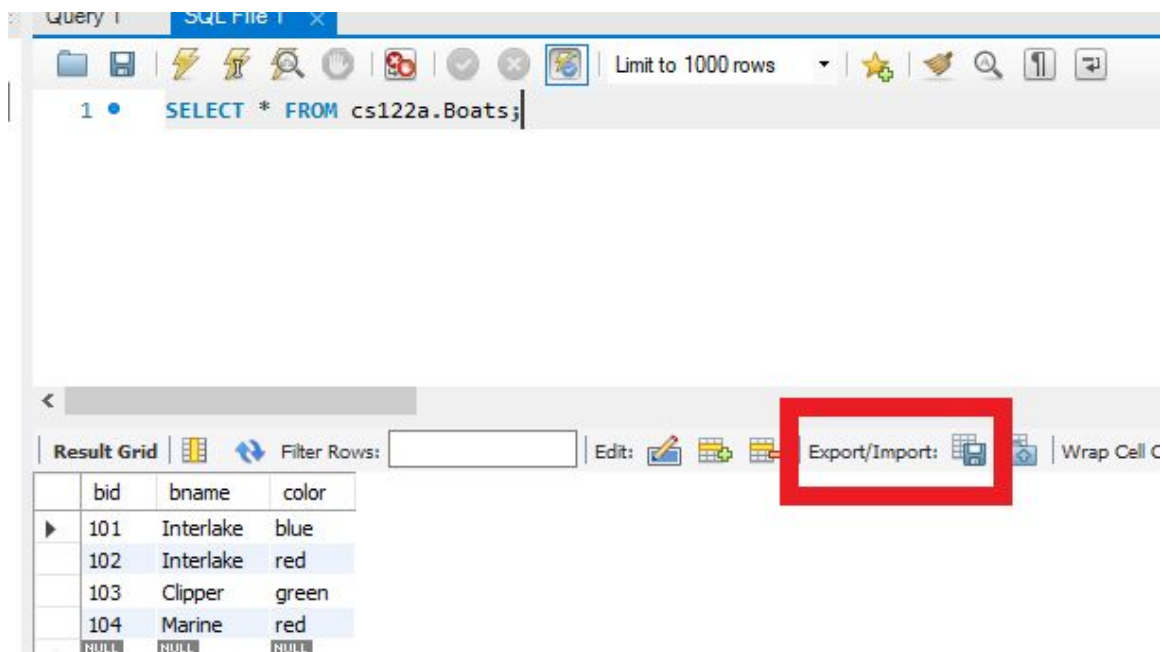 Query 1 SQL File 1
Limit to 1000 rows
1 SELECT * FROM cs122a.Boats;
Result Grid Filter Rows: Edit: Export/Import: Wrap Cell C
bid bname color
101 Interlake blue
102 Interlake red
103 Clipper green
104 Marine red
NULL NULL NULL